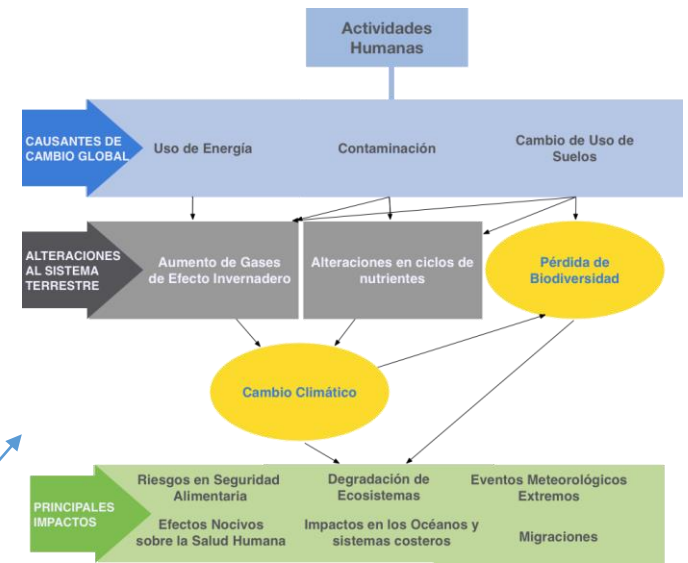 Actividades
Humanas
CAUSANTES DE
CAMBIO GLOBAL
Uso de Energía
Contaminación
Cambio de Uso de
Suelos
ALTERACIONES
AL SISTEMA
TERRESTRE
Aumento de Gases
de Efecto Invernadero
Alteraciones en ciclos de
nutrientes
Pérdida de
Biodiversidad
Cambio Climático
PRINCIPALES
IMPACTOS
Riesgos en Seguridad
Alimentaria
Degradación de
Ecosistemas
Eventos Meteorológicos
Extremos
Efectos Nocivos
sobre la Salud Humana
Impactos en los Océanos y
sistemas costeros
Migraciones